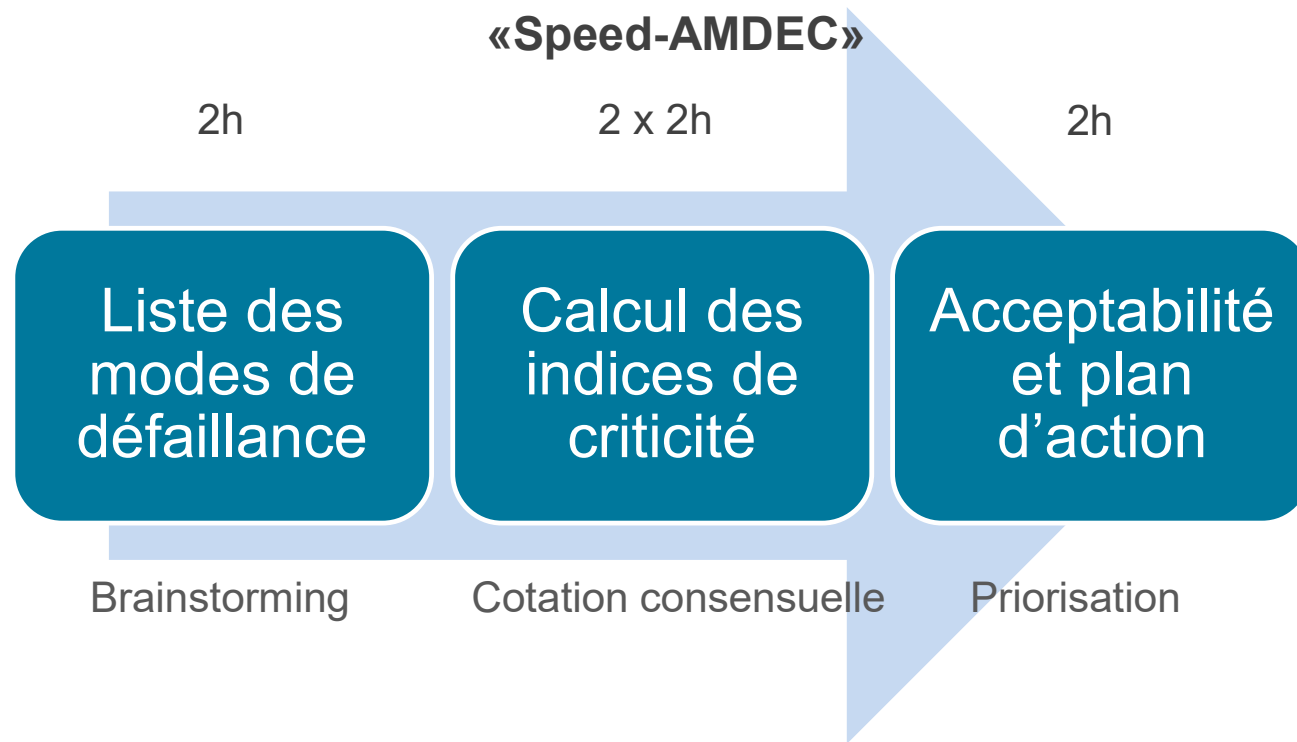 «Speed-AMDEC»
2h
2 x 2h
2h
Liste des
modes de
défaillance
Calcul des
indices de
criticité
Acceptabilité
et plan
d’action
Brainstorming
Cotation consensuelle
Priorisation